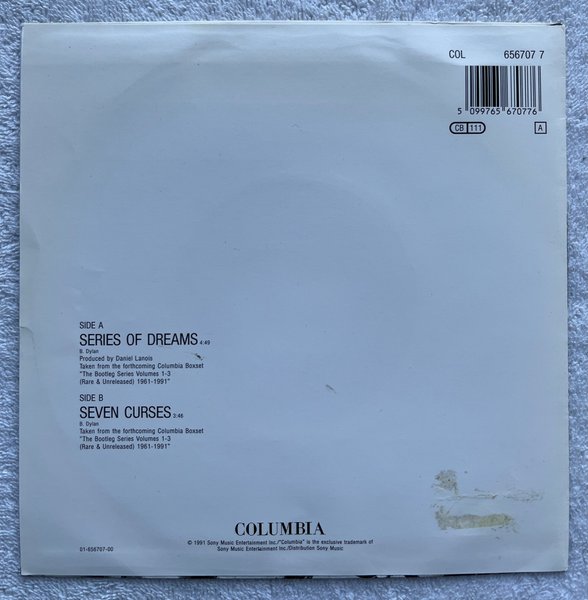 COL 656707 7
5 099765 670776
CB 111 A
SIDE A
SERIES OF DREAMS 4:49
B. Dylan
Produced by Daniel Lanois
Taken from the forthcoming Columbia Boxset
"The Bootleg Series Volumes 1-3
(Rare & Unreleased) 1961-1991"
SIDE B
SEVEN CURSES 3:46
B. Dylan
Taken from the forthcoming Columbia Boxset
"The Bootleg Series Volumes 1-3
(Rare & Unreleased) 1961-1991"
COLUMBIA
© 1991 Sony Music Entertainment Inc./"Columbia" is the exclusive trademark of
Sony Music Entertainment Inc./Distribution Sony Music
01-656707-00